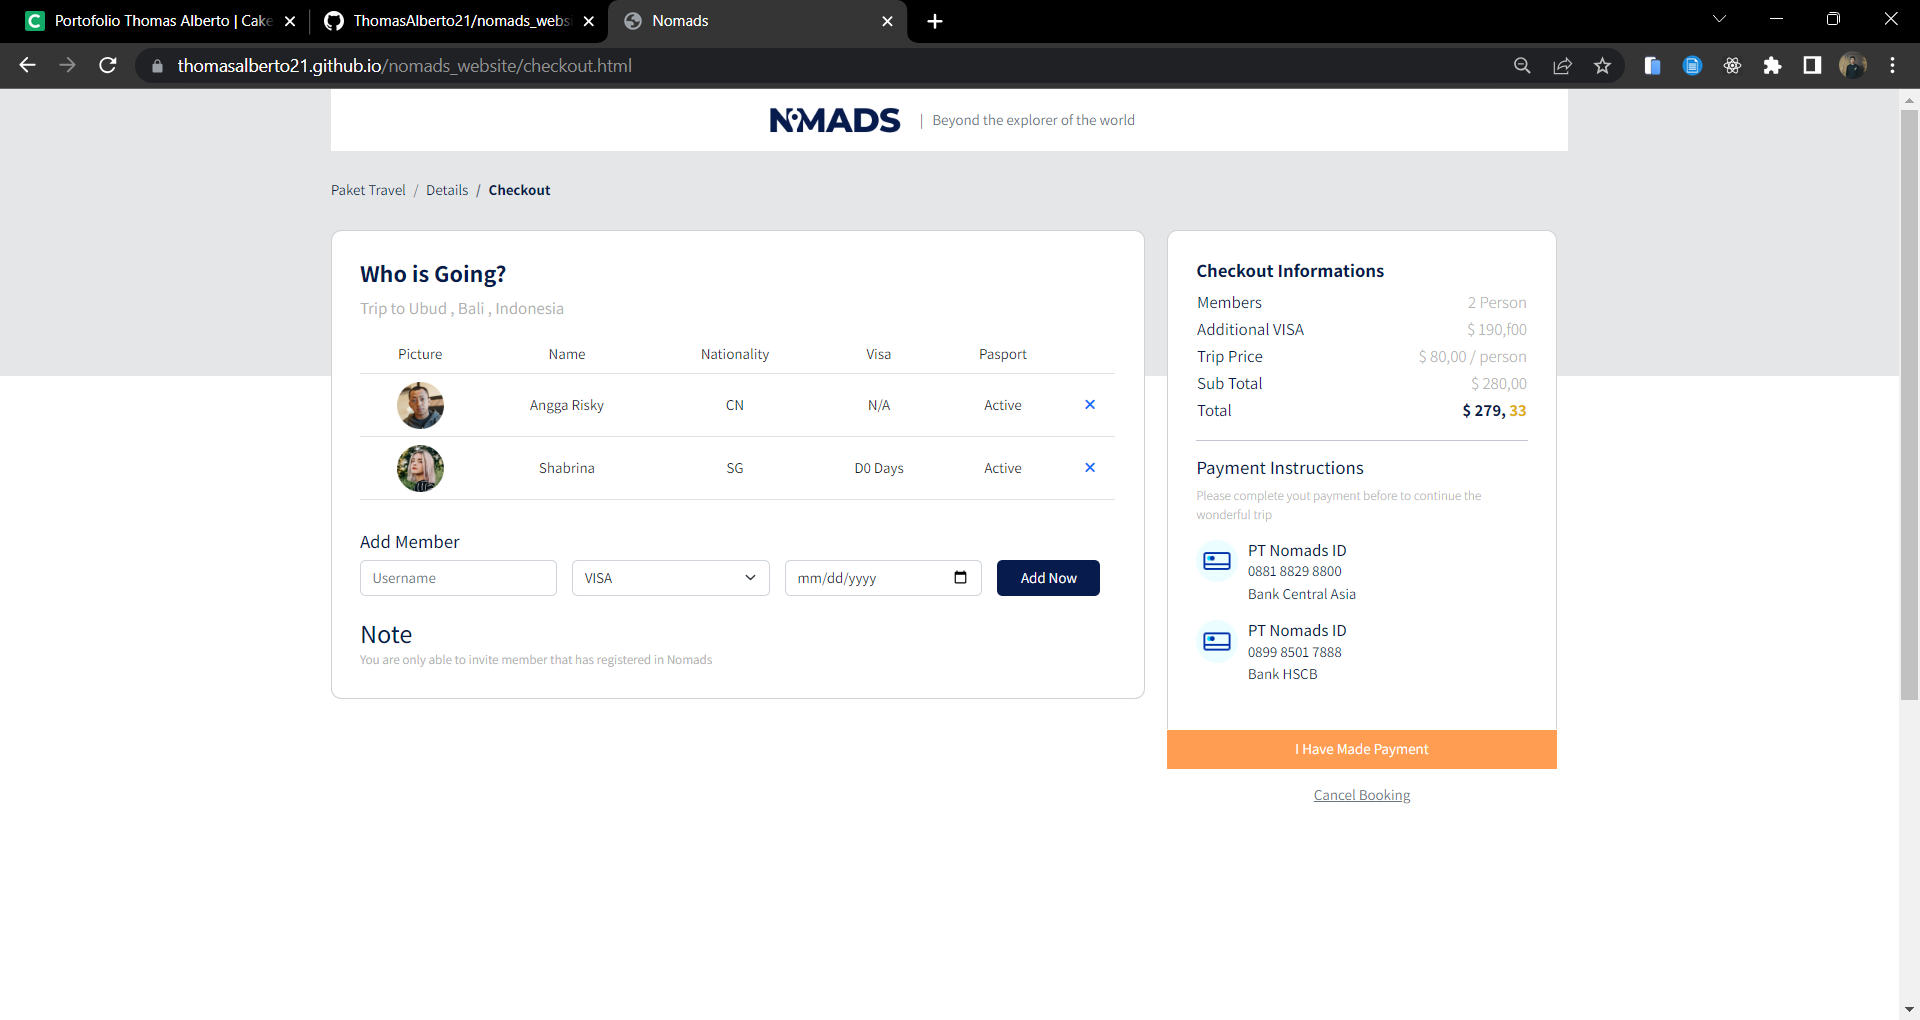 Portofolio Thomas Alberto | Cake
ThomasAlberto21/nomads_websi
Nomads
thomasalberto21.github.io/nomads_website/checkout.html
NOMADS | Beyond the explorer of the world
Paket Travel / Details / Checkout
Who is Going?
Trip to Ubud , Bali , Indonesia
Picture Name Nationality Visa Pasport
Angga Risky CN N/A Active
Shabrina SG D0 Days Active
Add Member
Username VISA mm/dd/yyyy Add Now
Note
You are only able to invite member that has registered in Nomads
Checkout Informations
Members 2 Person
Additional VISA $ 190,f00
Trip Price $ 80,00 / person
Sub Total $ 280,00
Total $ 279, 33
Payment Instructions
Please complete yout payment before to continue the
wonderful trip
PT Nomads ID
0881 8829 8800
Bank Central Asia
PT Nomads ID
0899 8501 7888
Bank HSCB
I Have Made Payment
Cancel Booking